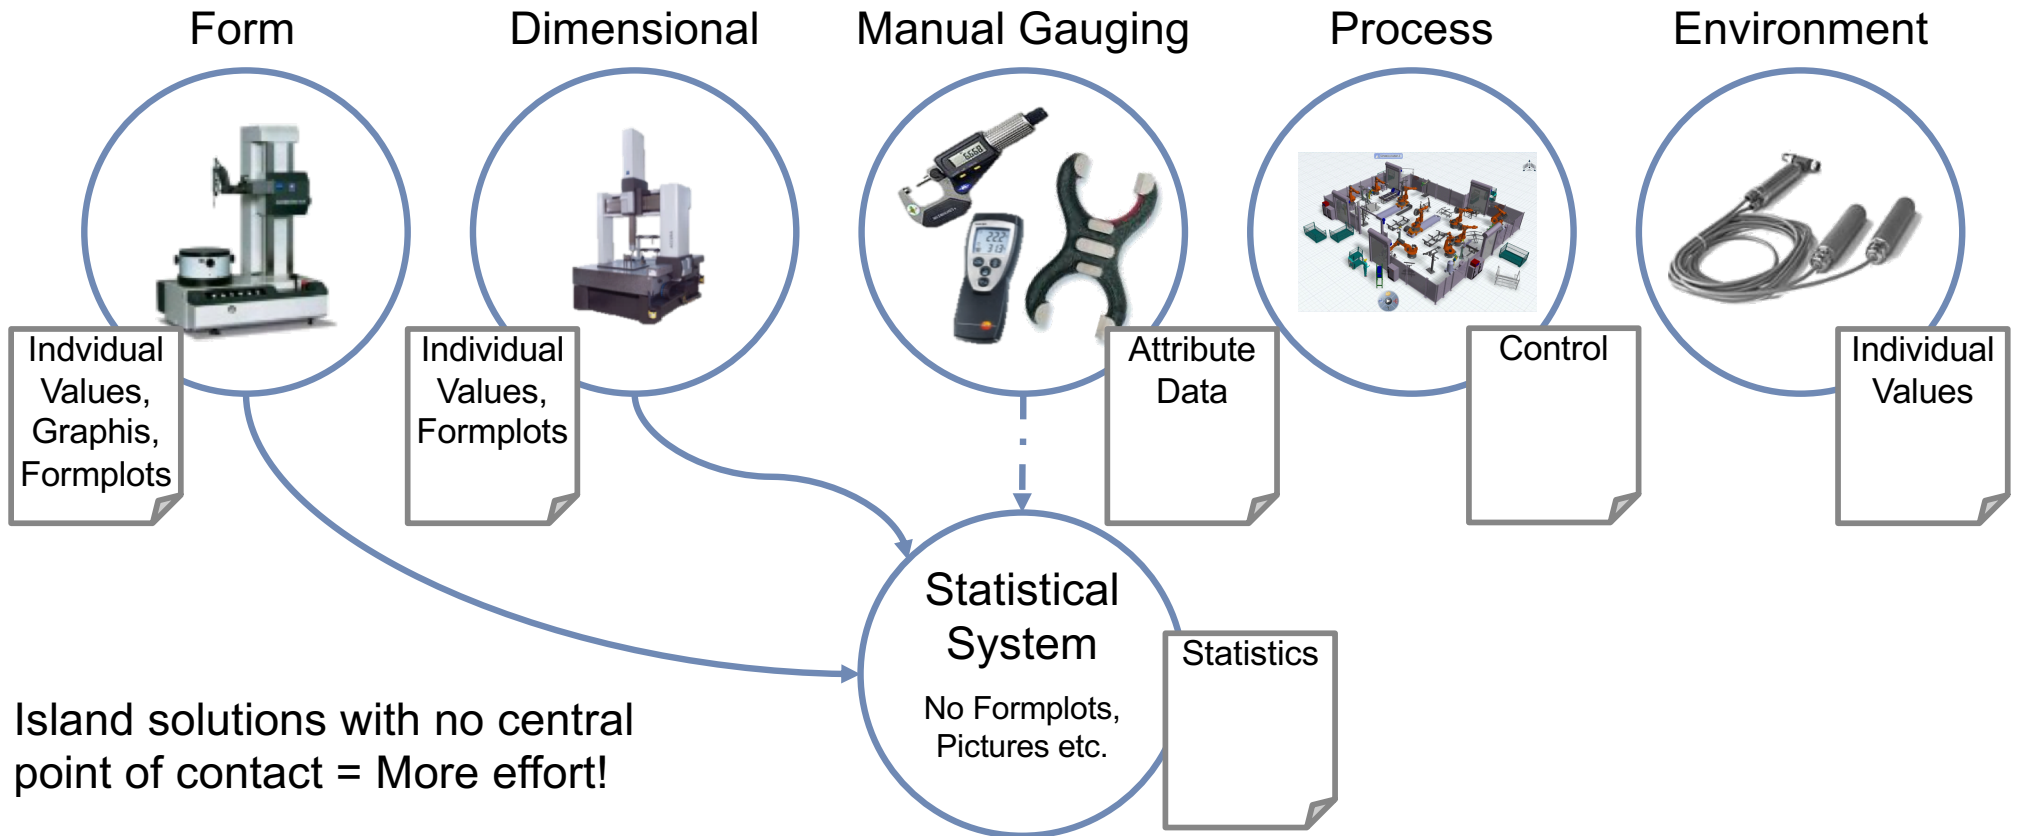 Form
Dimensional
Manual Gauging
Process
Environment
Indvidual
Values,
Graphis,
Formplots
Individual
Values,
Formplots
Attribute
Data
Control
Individual
Values
Statistical
System
No Formplots,
Pictures etc.
Statistics
Island solutions with no central
point of contact = More effort!